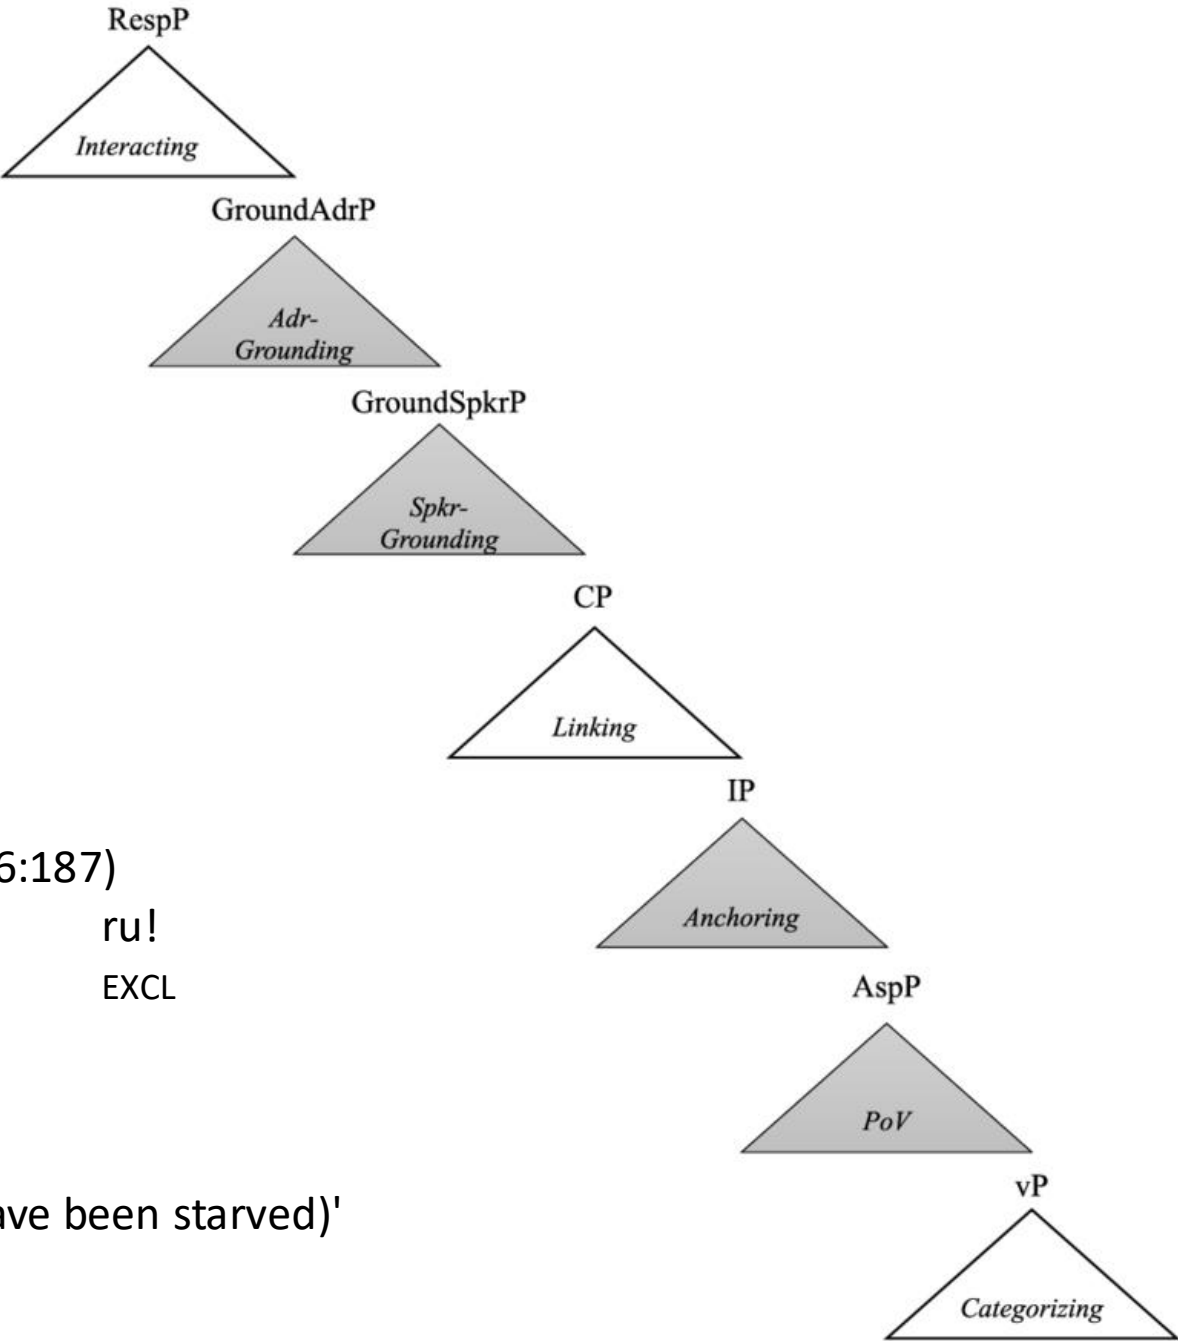 RespP
Interacting
GroundAdrP
Adr-
Grounding
GroundSpkrP
Spkr-
Grounding
CP
Linking
IP
6:187)
Anchoring
ru!
EXCL
AspP
PoV
vP
ave been starved)'
Categorizing